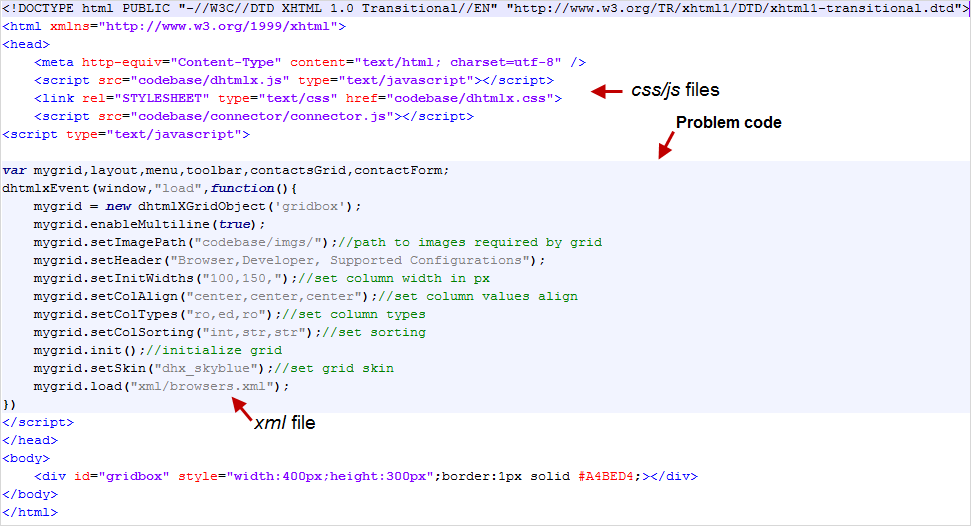 <!DOCTYPE html PUBLIC "-//W3C//DTD XHTML 1.0 Transitional//EN" "http://www.w3.org/TR/xhtml1/DTD/xhtml1-transitional.dtd">
<html xmlns="http://www.w3.org/1999/xhtml">
<head>
    <meta http-equiv="Content-Type" content="text/html; charset=utf-8" />
    <script src="codebase/dhtmlx.js" type="text/javascript"></script>
    <link rel="STYLESHEET" type="text/css" href="codebase/dhtmlx.css">
css/js files
    <script src="codebase/connector/connector.js"></script>
Problem code
<script type="text/javascript">
var mygrid,layout,menu,toolbar,contactsGrid,contactForm;
dhtmlxEvent(window,"load",function(){
    mygrid = new dhtmlXGridObject('gridbox');
    mygrid.enableMultiline(true);
    mygrid.setImagePath("codebase/imgs/");//path to images required by grid
    mygrid.setHeader("Browser,Developer, Supported Configurations");
    mygrid.setInitWidths("100,150,");//set column width in px
    mygrid.setColAlign("center,center,center");//set column values align
    mygrid.setColTypes("ro,ed,ro");//set column types
    mygrid.setColSorting("int,str,str");//set sorting
    mygrid.init();//initialize grid
    mygrid.setSkin("dhx_skyblue");//set grid skin
    mygrid.load("xml/browsers.xml");
})
xml file
</script>
</head>
<body>
    <div id="gridbox" style="width:400px;height:300px";border:1px solid #A4BED4;></div>
</body>
</html>